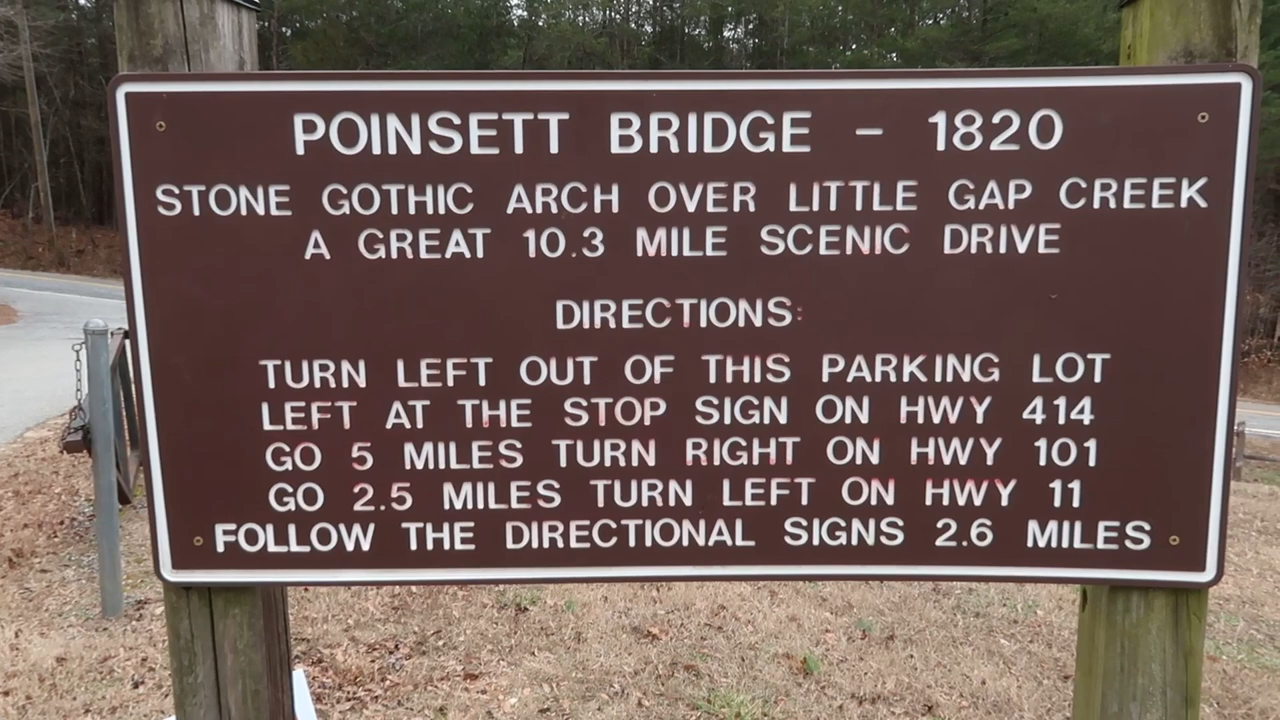 POINSETT BRIDGE - 1820
STONE GOTHIC ARCH OVER LITTLE GAP CREEK
A GREAT 10.3 MILE SCENIC DRIVE
DIRECTIONS:
TURN LEFT OUT OF THIS PARKING LOT
LEFT AT THE STOP SIGN ON HWY 414
GO 5 MILES TURN RIGHT ON HWY 101
GO 2.5 MILES TURN LEFT ON HWY 11
FOLLOW THE DIRECTIONAL SIGNS 2.6 MILES